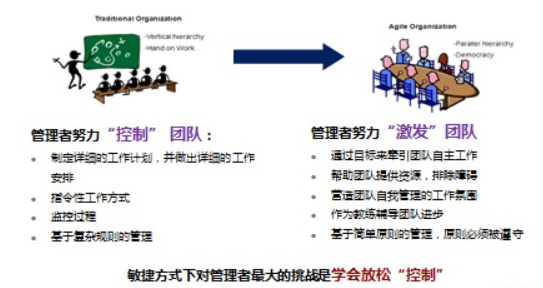 Traditional Organization
-Vertical hierarchy
-Hand on Work
Agile Organization
-Parallel hierarchy
-Democracy
管理者努力“控制” 团队：
• 制定详细的工作计划，并做出详细的工作
安排
• 指令性工作方式
• 监控过程
• 基于复杂规则的管理
管理者努力“激发”团队
• 通过目标来牵引团队自主工作
• 帮助团队提供资源，排除障碍
• 营造团队自我管理的工作氛围
• 作为教练辅导团队进步
• 基于简单原则的管理，原则必须被遵守
敏捷方式下对管理者最大的挑战是学会放松“控制”